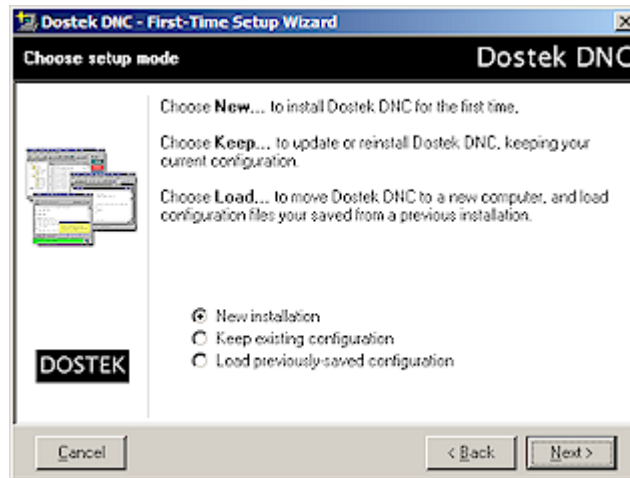 Dostek DNC - First-Time Setup Wizard
Choose setup mode
Dostek DNC
Choose New... to install Dostek DNC for the first time.
Choose Keep... to update or reinstall Dostek DNC, keeping your
current configuration.
Choose Load... to move Dostek DNC to a new computer, and load
configuration files your saved from a previous installation.
New installation
Keep existing configuration
Load previously-saved configuration
DOSTEK
Cancel
< Back
Next >